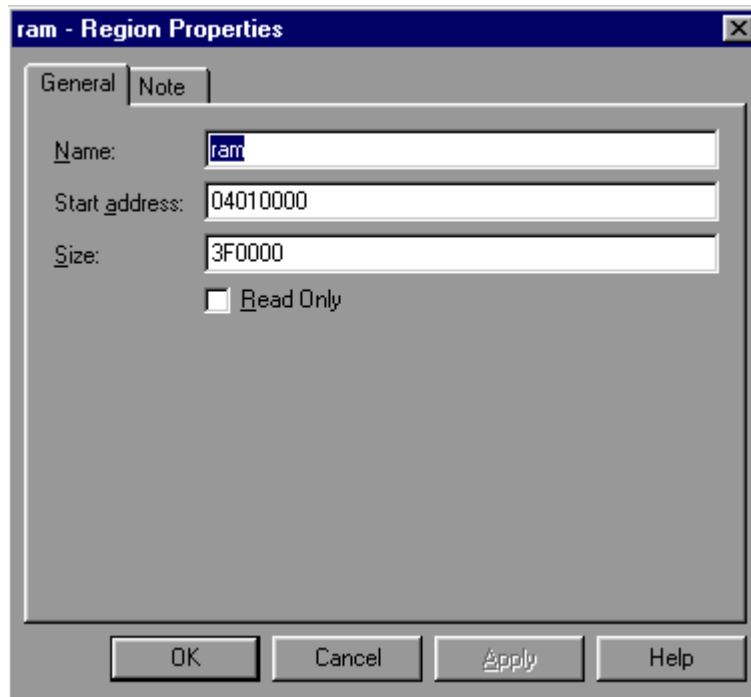 ram - Region Properties
General Note
Name: ram
Start address: 04010000
Size: 3F0000
Read Only
OK Cancel Apply Help